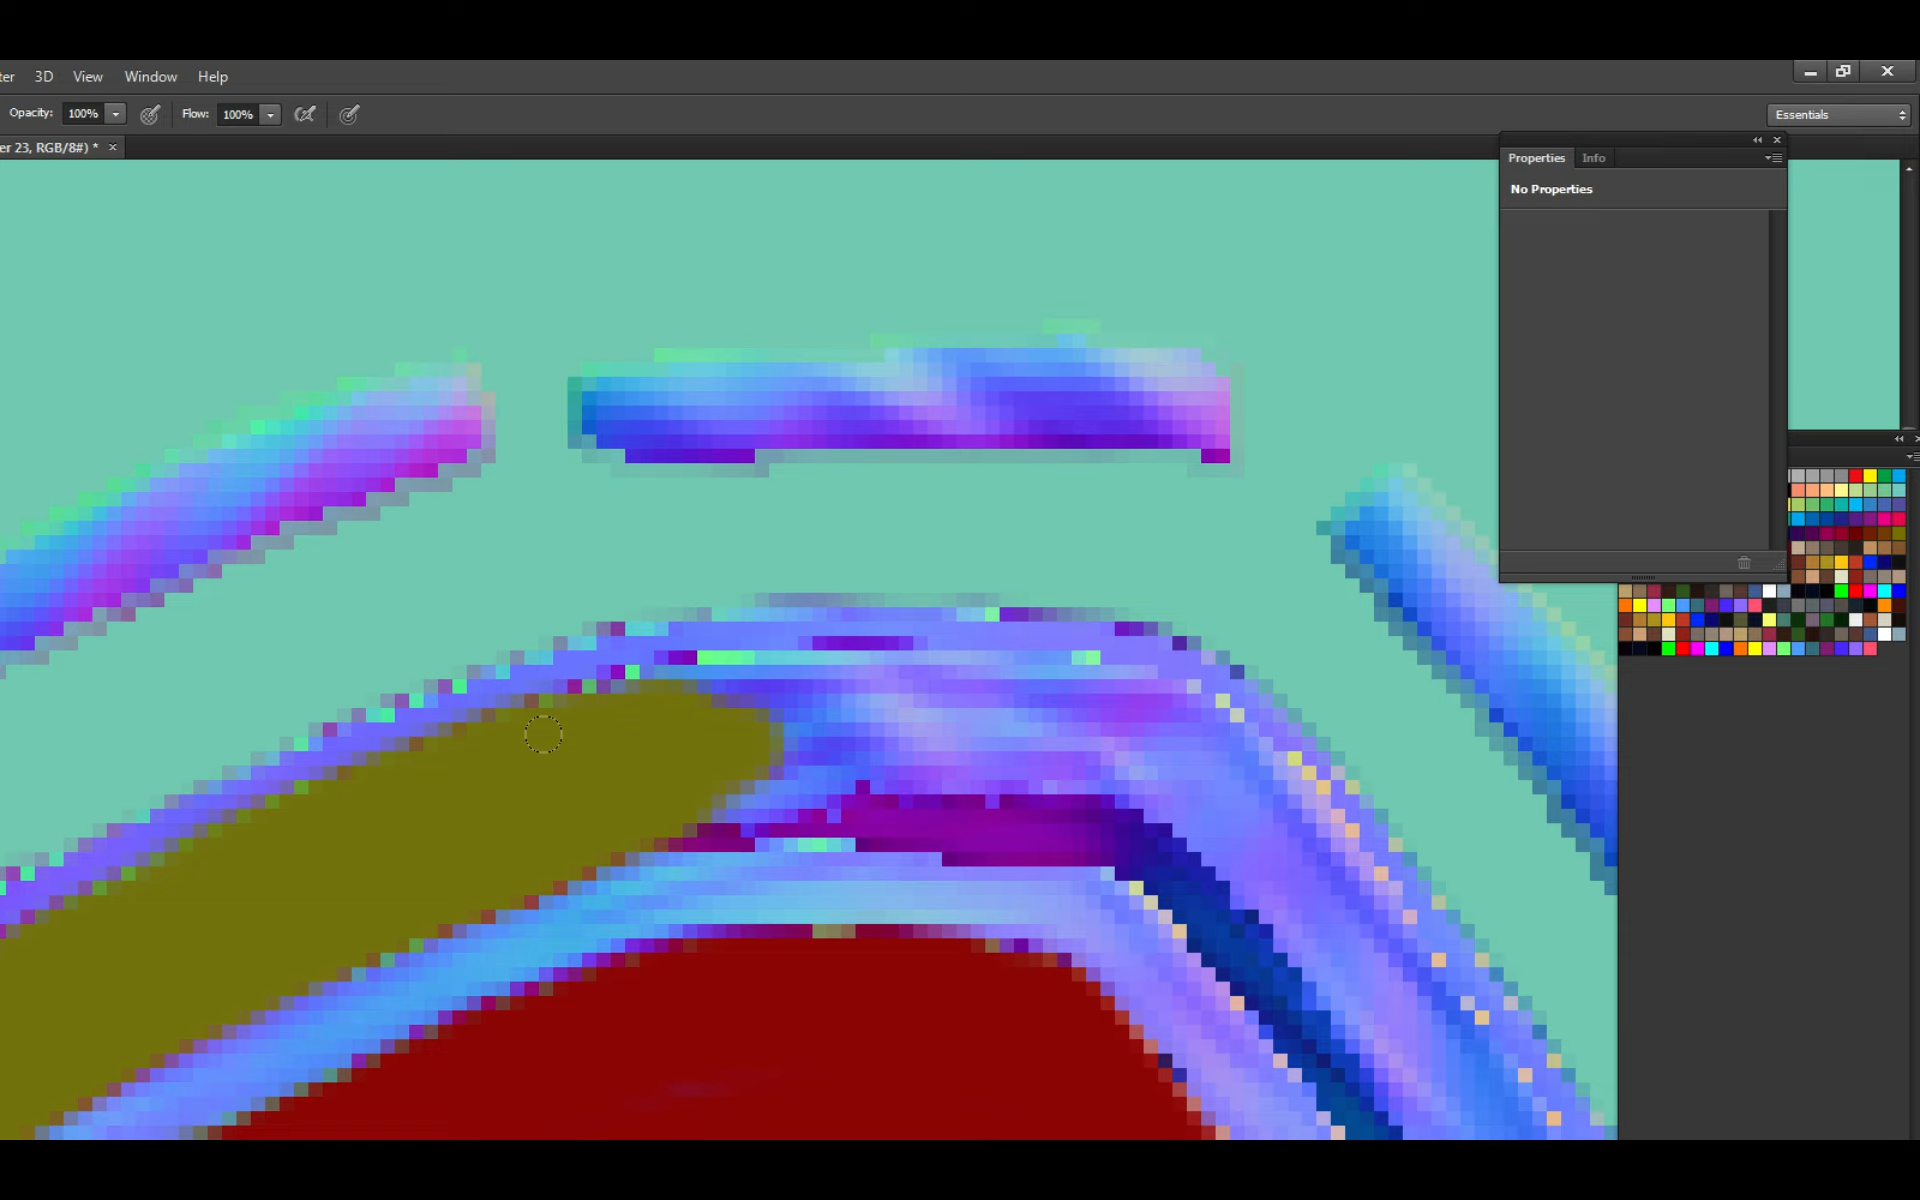 ter 3D View Window Help
Opacity: 100% Flow: 100% Essentials
er 23, RGB/8#) * ×
Properties Info
No Properties